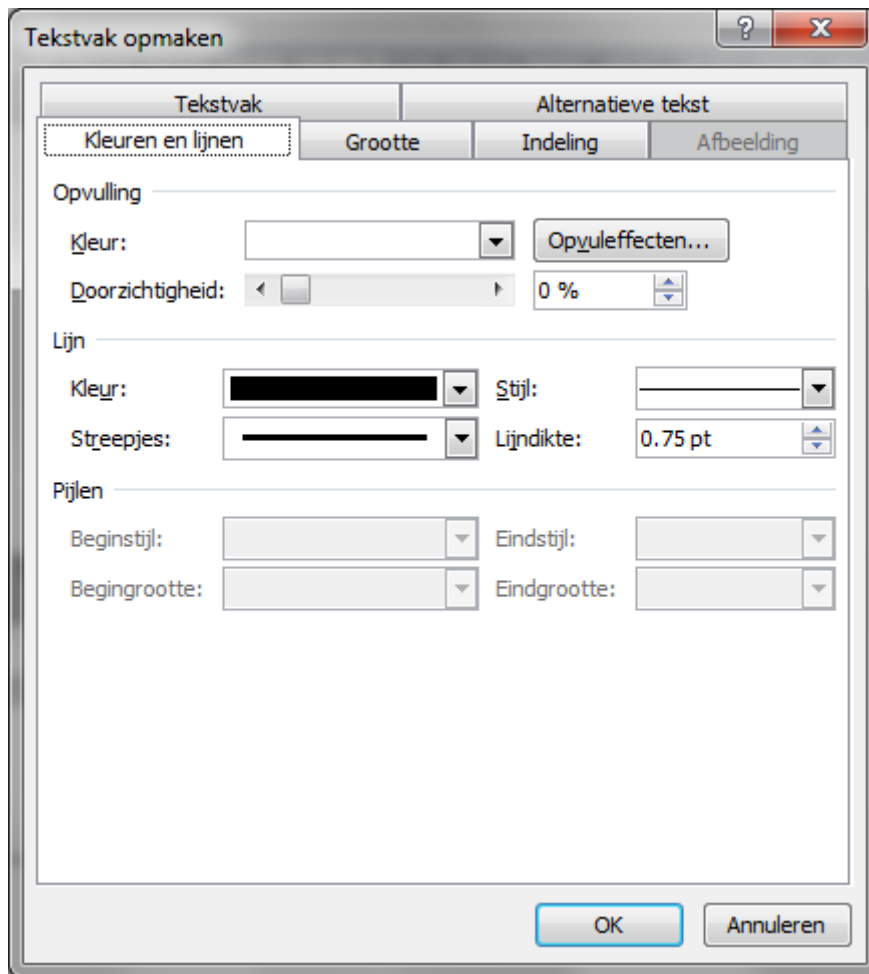 Tekstvak opmaken
Tekstvak Alternatieve tekst
Kleuren en lijnen Grootte Indeling Afbeelding
Opvulling
Kleur: Opvuleffecten...
Doorzichtigheid: 0 %
Lijn
Kleur: Stijl:
Streepjes: Lijndikte: 0.75 pt
Pijlen
Beginstijl: Eindstijl:
Begingrootte: Eindgrootte:
OK Annuleren